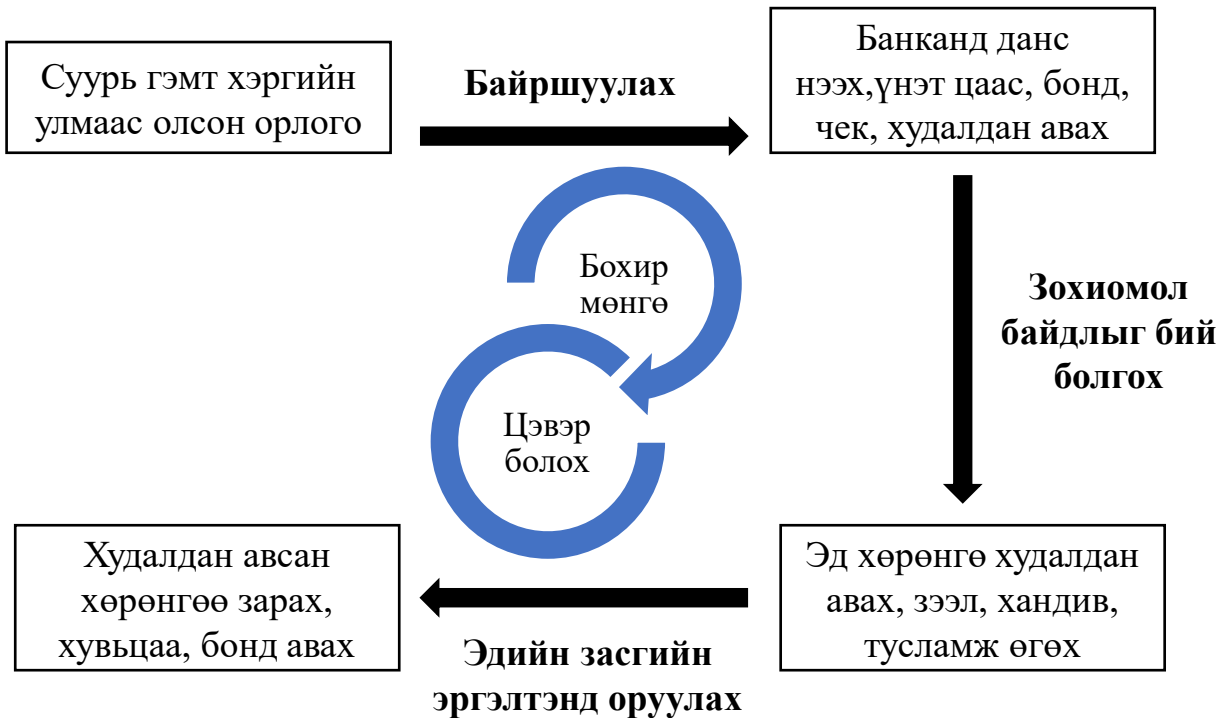 Суурь гэмт хэргийн
улмаас олсон орлого
Байршуулах
Банканд данс
нээх,үнэт цаас, бонд,
чек, худалдан авах
Бохир
мөнгө
Зохиомол
байдлыг бий
болгох
Цэвэр
болох
Худалдан авсан
хөрөнгөө зарах,
хувьцаа, бонд авах
Эдийн засгийн
эргэлтэнд оруулах
Эд хөрөнгө худалдан
авах, зээл, хандив,
тусламж өгөх